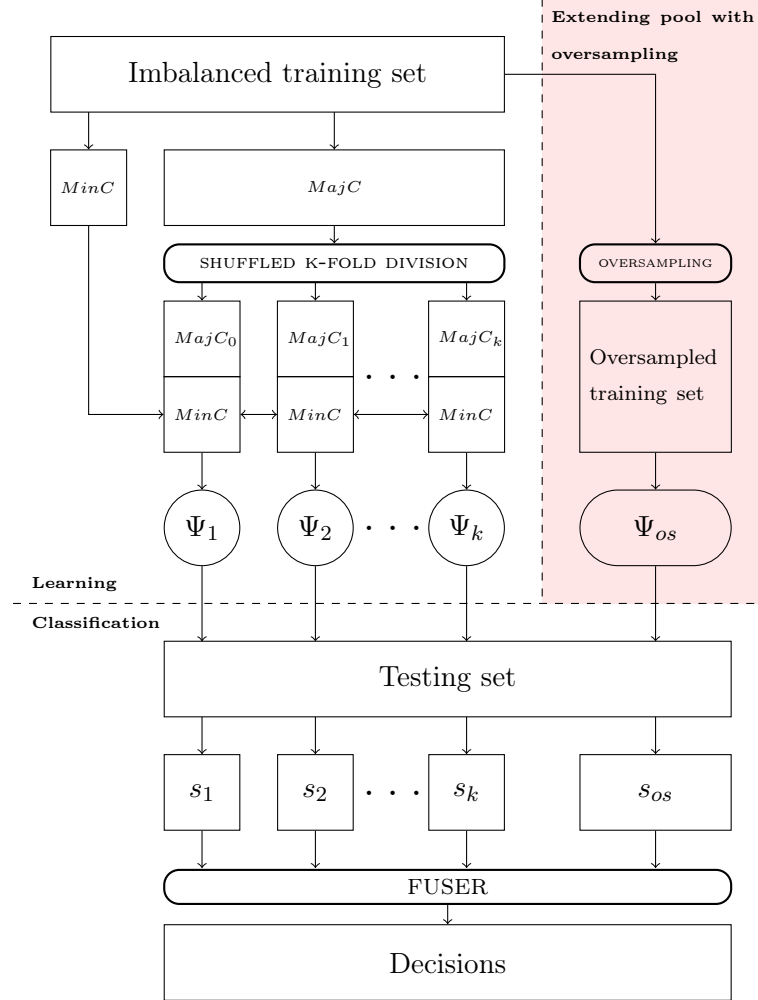 Extending pool with
oversampling
Imbalanced training set
MinC
MajC
SHUFFLED K-FOLD DIVISION
OVERSAMPLING
MajC₀
MajC₁
MajCₖ
. . .
Oversampled
training set
MinC
MinC
MinC
Ψ₁
Ψ₂
. . .
Ψₖ
Ψₒₛ
Learning
Classification
Testing set
s₁
s₂
. . .
sₖ
sₒₛ
FUSER
Decisions